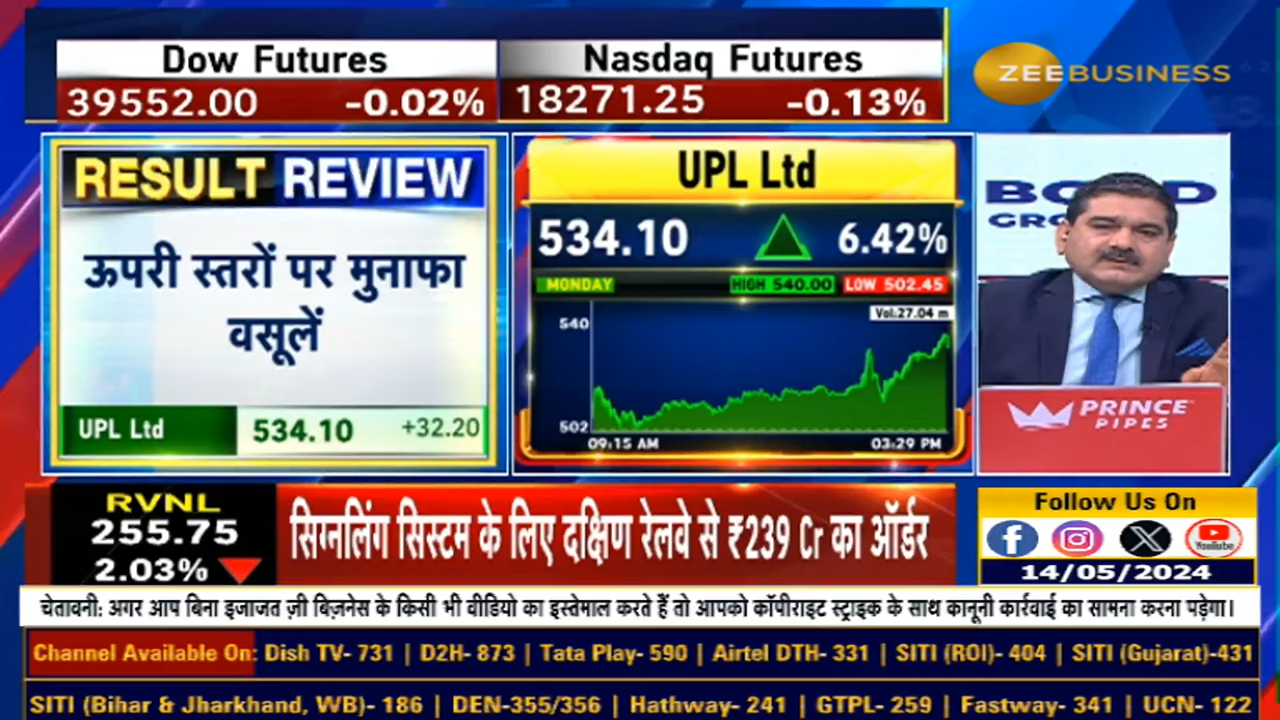 Dow Futures
39552.00 -0.02%
Nasdaq Futures
18271.25 -0.13%
ZEEBUSINESS
RESULT REVIEW
ऊपरी स्तरों पर मुनाफा
वसूलें
UPL Ltd 534.10 +32.20
UPL Ltd
534.10 6.42%
MONDAY HIGH 540.00 LOW 502.45
Vol:27.04 m
540
502
09:15 AM 03:29 PM
PRINCE
PIPES
RVNL
255.75
2.03%
सिग्नलिंग सिस्टम के लिए दक्षिण रेलवे से ₹239 Cr का ऑर्डर
Follow Us On
YouTube
14/05/2024
चेतावनी: अगर आप बिना इजाजत ज़ी बिज़नेस के किसी भी वीडियो का इस्तेमाल करते हैं तो आपको कॉपीराइट स्ट्राइक के साथ कानूनी कार्रवाई का सामना करना पड़ेगा।
Channel Available On: Dish TV- 731 | D2H- 873 | Tata Play- 590 | Airtel DTH- 331 | SITI (ROI)- 404 | SITI (Gujarat)-431
SITI (Bihar & Jharkhand, WB)- 186 | DEN-355/356 | Hathway- 241 | GTPL- 259 | Fastway- 341 | UCN- 122